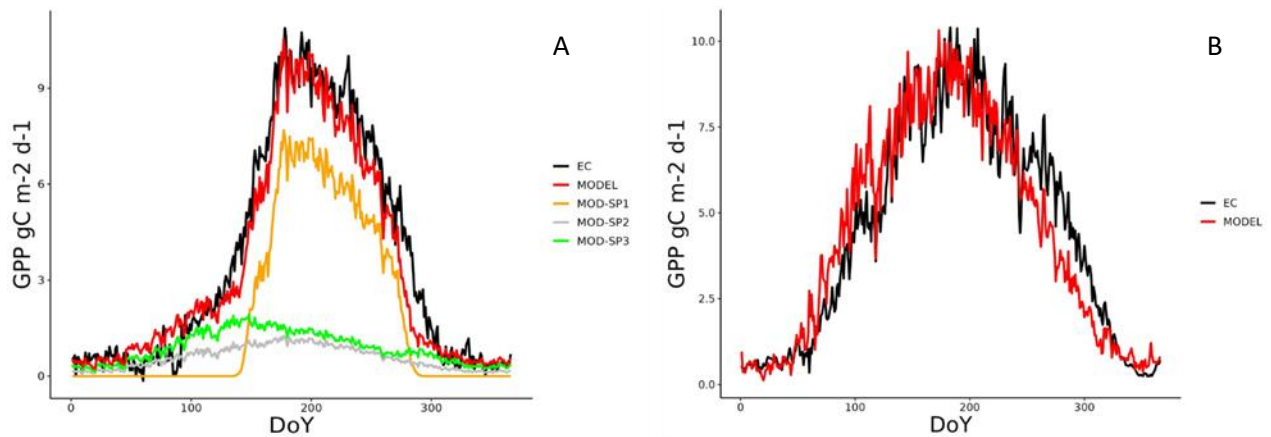 A
GPP gC m-2 d-1
9
6
3
0
0
100
200
300
DoY
EC
MODEL
MOD-SP1
MOD-SP2
MOD-SP3
B
GPP gC m-2 d-1
10.0
7.5
5.0
2.5
0.0
0
100
200
300
DoY
EC
MODEL